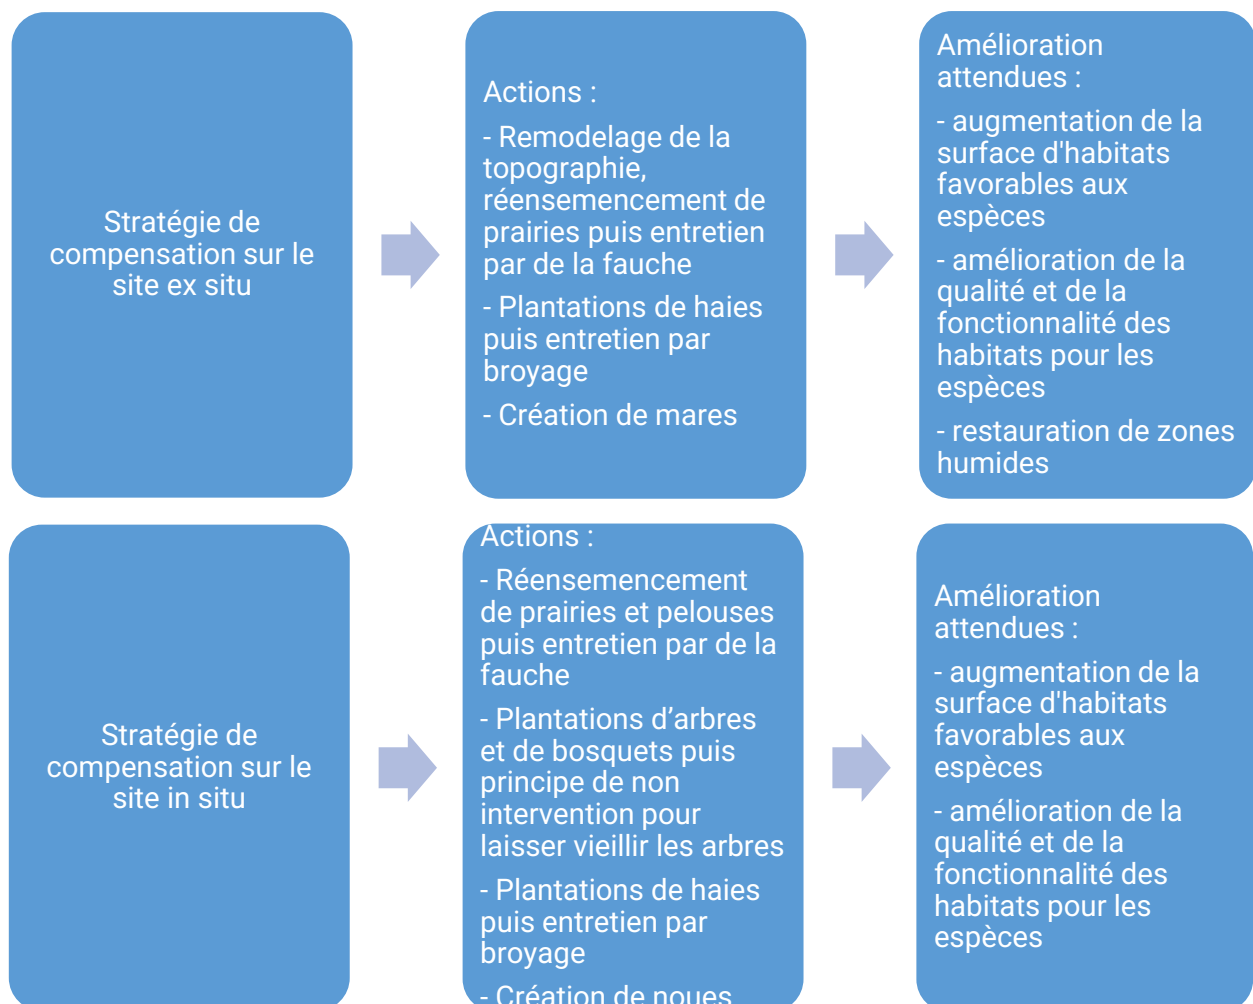 Stratégie de
compensation sur le
site ex situ
Actions :
- Remodelage de la
topographie,
réensemencement de
prairies puis entretien
par de la fauche
- Plantations de haies
puis entretien par
broyage
- Création de mares
Amélioration
attendues :
- augmentation de la
surface d'habitats
favorables aux
espèces
- amélioration de la
qualité et de la
fonctionnalité des
habitats pour les
espèces
- restauration de zones
humides
Stratégie de
compensation sur le
site in situ
Actions :
- Réensemencement
de prairies et pelouses
puis entretien par de la
fauche
- Plantations d’arbres
et de bosquets puis
principe de non
intervention pour
laisser vieillir les arbres
- Plantations de haies
puis entretien par
broyage
- Création de noues
Amélioration
attendues :
- augmentation de la
surface d'habitats
favorables aux
espèces
- amélioration de la
qualité et de la
fonctionnalité des
habitats pour les
espèces